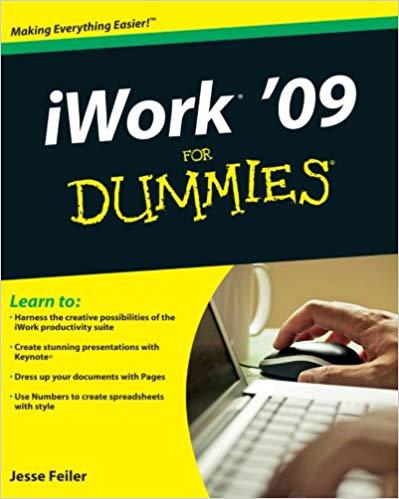 Making Everything Easier!™
iWork® ’09
FOR
DUMMIES®
Learn to:
• Harness the creative possibilities of the
iWork productivity suite
• Create stunning presentations with
Keynote®
• Dress up your documents with Pages
• Use Numbers to create spreadsheets
with style
Jesse Feiler